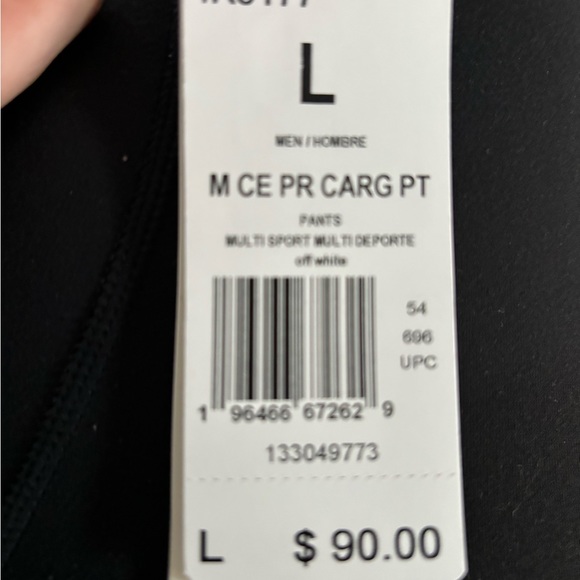 L
MEN / HOMBRE
M CE PR CARG PT
PANTS
MULTI SPORT MULTI DEPORTE
off white
54
696
UPC
1 96466 67262 9
133049773
L $ 90.00